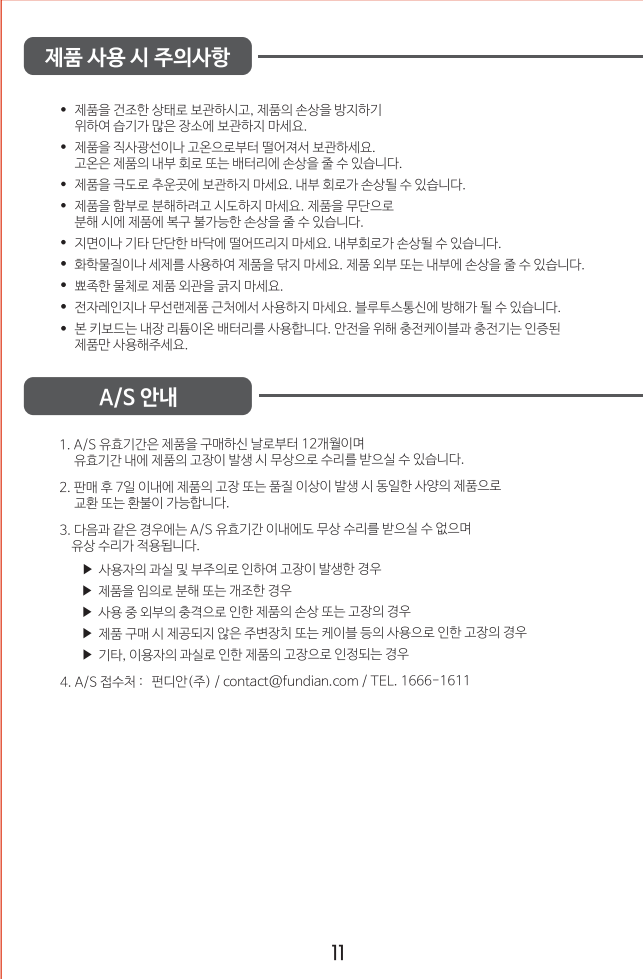 제품 사용 시 주의사항
• 제품을 건조한 상태로 보관하시고, 제품의 손상을 방지하기
위하여 습기가 많은 장소에 보관하지 마세요.
• 제품을 직사광선이나 고온으로부터 떨어져서 보관하세요.
고온은 제품의 내부 회로 또는 배터리에 손상을 줄 수 있습니다.
• 제품을 극도로 추운곳에 보관하지 마세요. 내부 회로가 손상될 수 있습니다.
• 제품을 함부로 분해하려고 시도하지 마세요. 제품을 무단으로
분해 시에 제품에 복구 불가능한 손상을 줄 수 있습니다.
• 지면이나 기타 단단한 바닥에 떨어뜨리지 마세요. 내부회로가 손상될 수 있습니다.
• 화학물질이나 세제를 사용하여 제품을 닦지 마세요. 제품 외부 또는 내부에 손상을 줄 수 있습니다.
• 뾰족한 물체로 제품 외관을 긁지 마세요.
• 전자레인지나 무선랜제품 근처에서 사용하지 마세요. 블루투스통신에 방해가 될 수 있습니다.
• 본 키보드는 내장 리튬이온 배터리를 사용합니다. 안전을 위해 충전케이블과 충전기는 인증된
제품만 사용해주세요.
A/S 안내
1. A/S 유효기간은 제품을 구매하신 날로부터 12개월이며
유효기간 내에 제품의 고장이 발생 시 무상으로 수리를 받으실 수 있습니다.
2. 판매 후 7일 이내에 제품의 고장 또는 품질 이상이 발생 시 동일한 사양의 제품으로
교환 또는 환불이 가능합니다.
3. 다음과 같은 경우에는 A/S 유효기간 이내에도 무상 수리를 받으실 수 없으며
유상 수리가 적용됩니다.
▶ 사용자의 과실 및 부주의로 인하여 고장이 발생한 경우
▶ 제품을 임의로 분해 또는 개조한 경우
▶ 사용 중 외부의 충격으로 인한 제품의 손상 또는 고장의 경우
▶ 제품 구매 시 제공되지 않은 주변장치 또는 케이블 등의 사용으로 인한 고장의 경우
▶ 기타, 이용자의 과실로 인한 제품의 고장으로 인정되는 경우
4. A/S 접수처 : 펀디안(주) / contact@fundian.com / TEL. 1666-1611
11